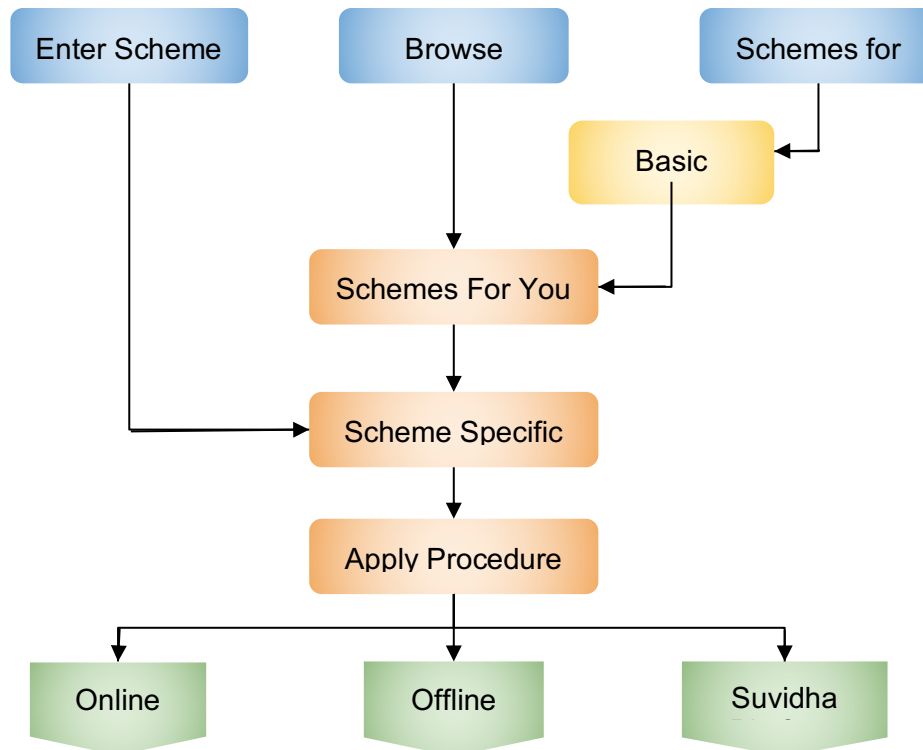 Enter Scheme
Browse
Schemes for
Basic
Schemes For You
Scheme Specific
Apply Procedure
Online
Offline
Suvidha